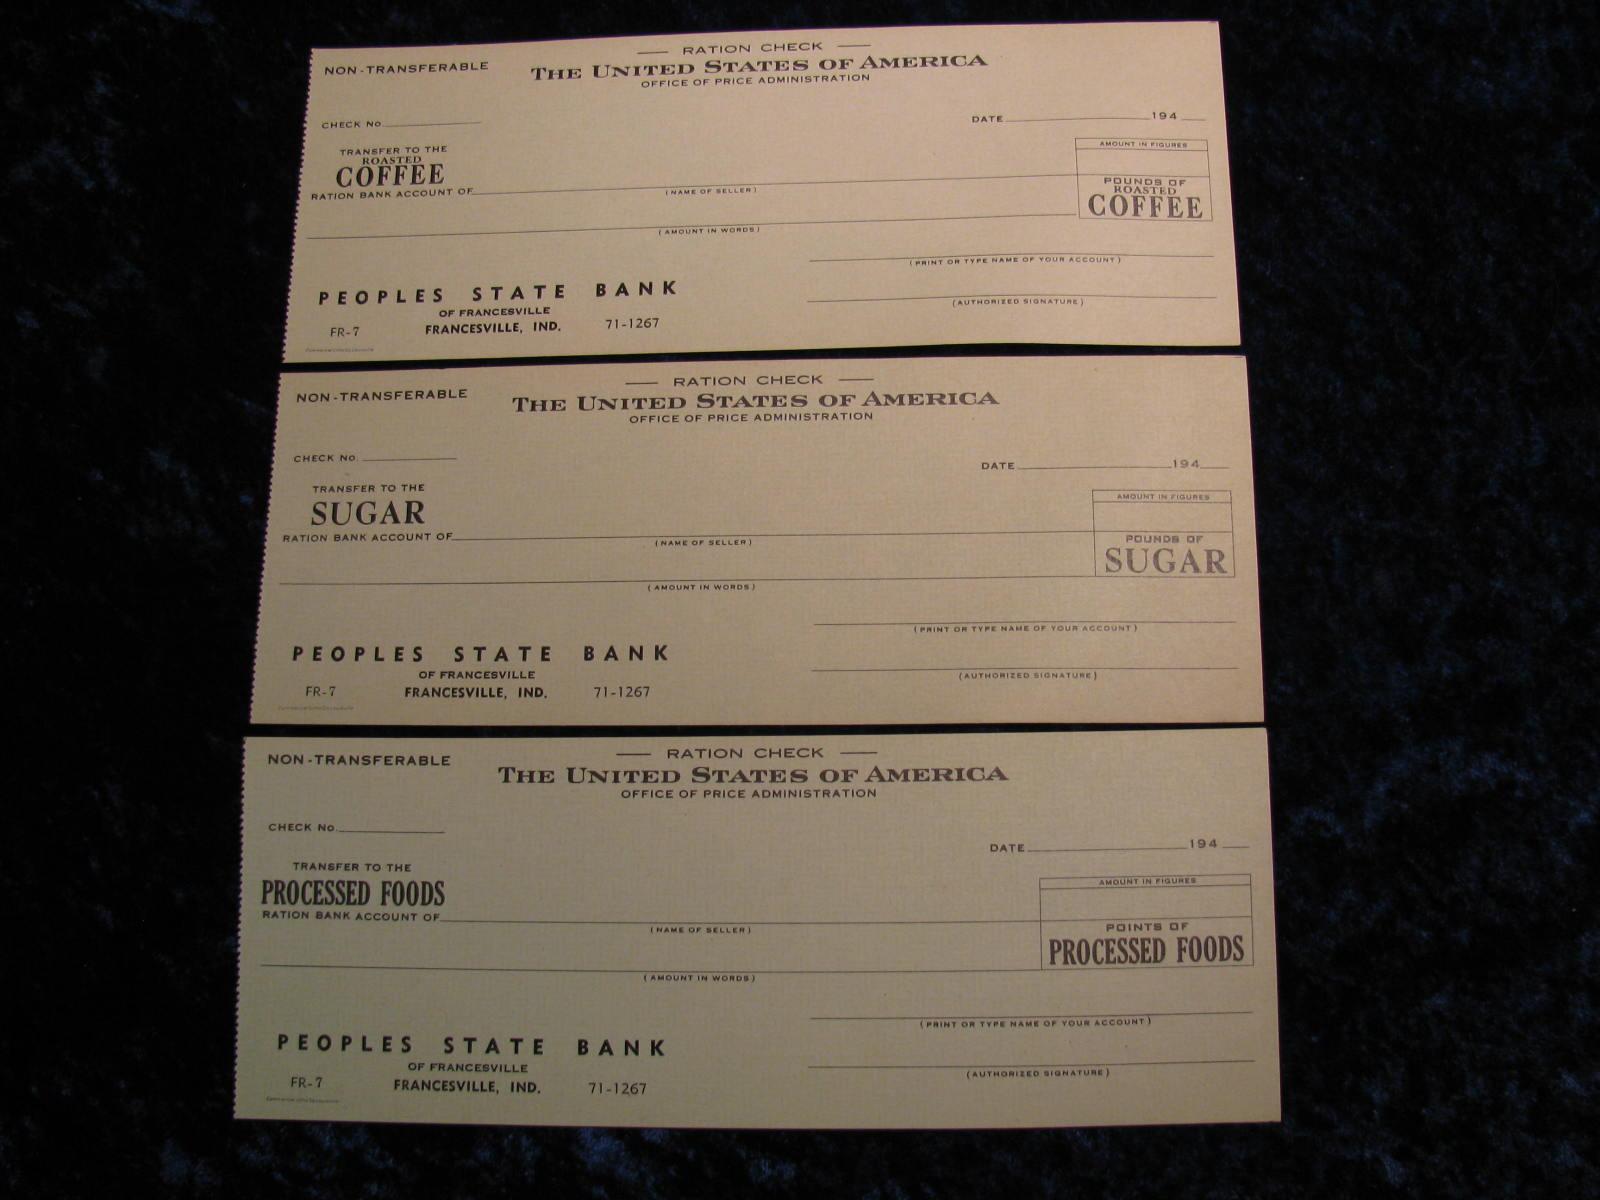 RATION CHECK
NON-TRANSFERABLE
THE UNITED STATES OF AMERICA
OFFICE OF PRICE ADMINISTRATION
CHECK No.
DATE 194
TRANSFER TO THE
ROASTED
COFFEE
RATION BANK ACCOUNT OF
(NAME OF SELLER)
AMOUNT IN FIGURES
POUNDS OF
ROASTED
COFFEE
(AMOUNT IN WORDS)
(PRINT OR TYPE NAME OF YOUR ACCOUNT)
PEOPLES STATE BANK
OF FRANCESVILLE
(AUTHORIZED SIGNATURE)
FR-7 FRANCESVILLE, IND. 71-1267
RATION CHECK
NON-TRANSFERABLE
THE UNITED STATES OF AMERICA
OFFICE OF PRICE ADMINISTRATION
CHECK No.
DATE 194
TRANSFER TO THE
SUGAR
RATION BANK ACCOUNT OF
(NAME OF SELLER)
AMOUNT IN FIGURES
POUNDS OF
SUGAR
(AMOUNT IN WORDS)
(PRINT OR TYPE NAME OF YOUR ACCOUNT)
PEOPLES STATE BANK
OF FRANCESVILLE
(AUTHORIZED SIGNATURE)
FR-7 FRANCESVILLE, IND. 71-1267
RATION CHECK
NON-TRANSFERABLE
THE UNITED STATES OF AMERICA
OFFICE OF PRICE ADMINISTRATION
CHECK No.
DATE 194
TRANSFER TO THE
PROCESSED FOODS
RATION BANK ACCOUNT OF
(NAME OF SELLER)
AMOUNT IN FIGURES
POINTS OF
PROCESSED FOODS
(AMOUNT IN WORDS)
(PRINT OR TYPE NAME OF YOUR ACCOUNT)
PEOPLES STATE BANK
OF FRANCESVILLE
(AUTHORIZED SIGNATURE)
FR-7 FRANCESVILLE, IND. 71-1267